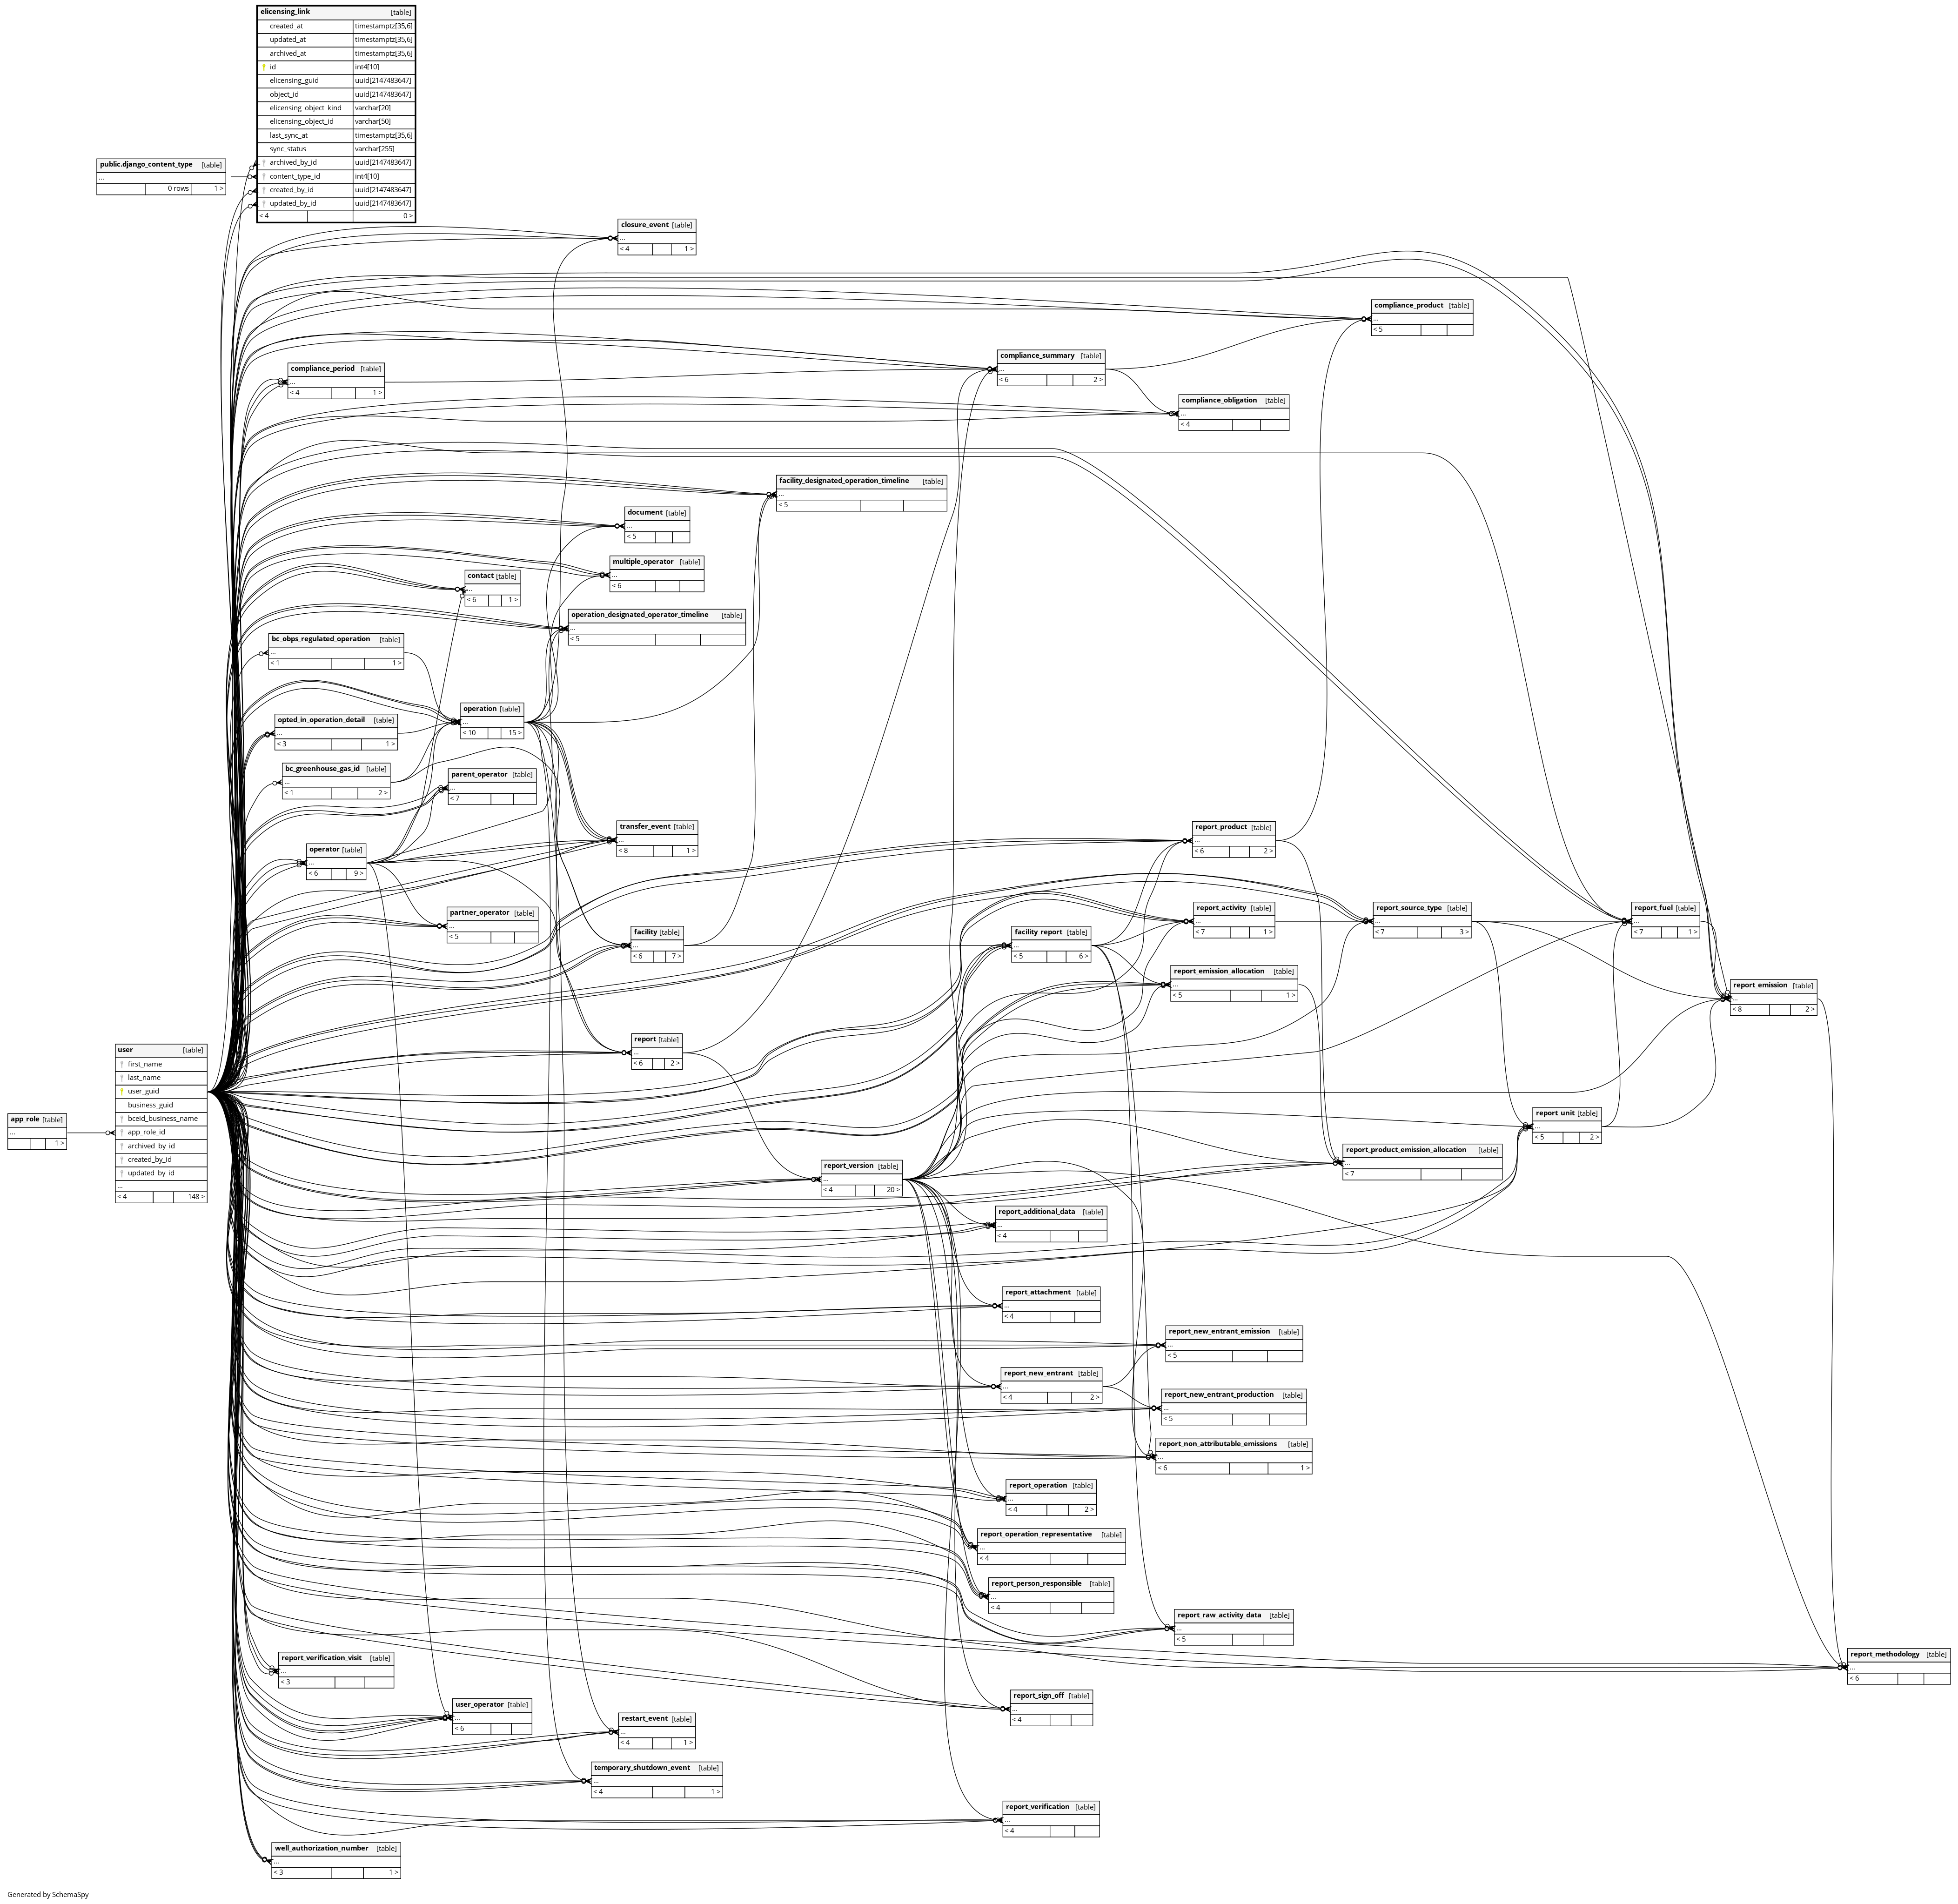 elicensing_link [table]
created_at timestamptz[35,6]
updated_at timestamptz[35,6]
archived_at timestamptz[35,6]
id int4[10]
elicensing_guid uuid[2147483647]
object_id uuid[2147483647]
elicensing_object_kind varchar[20]
elicensing_object_id varchar[50]
last_sync_at timestamptz[35,6]
sync_status varchar[255]
archived_by_id uuid[2147483647]
content_type_id int4[10]
created_by_id uuid[2147483647]
updated_by_id uuid[2147483647]
< 4 0 >
public.django_content_type [table]
...
0 rows 1 >
closure_event [table]
...
< 4 1 >
compliance_product [table]
...
< 5
compliance_summary [table]
...
< 6 2 >
compliance_period [table]
...
< 4 1 >
compliance_obligation [table]
...
< 4
facility_designated_operation_timeline [table]
...
< 5
document [table]
...
< 5
multiple_operator [table]
...
< 6
contact [table]
...
< 6 1 >
operation_designated_operator_timeline [table]
...
< 5
bc_obps_regulated_operation [table]
...
< 1 1 >
operation [table]
...
< 10 15 >
opted_in_operation_detail [table]
...
< 3 1 >
bc_greenhouse_gas_id [table]
...
< 1 2 >
parent_operator [table]
...
< 7
transfer_event [table]
...
< 8 1 >
report_product [table]
...
< 6 2 >
operator [table]
...
< 6 9 >
partner_operator [table]
...
< 5
report_activity [table]
...
< 7 1 >
report_source_type [table]
...
< 7 3 >
report_fuel [table]
...
< 7 1 >
facility [table]
...
< 6 7 >
facility_report [table]
...
< 5 6 >
report_emission_allocation [table]
...
< 5 1 >
report_emission [table]
...
< 8 2 >
report [table]
...
< 6 2 >
user [table]
first_name
last_name
user_guid
business_guid
bceid_business_name
app_role_id
archived_by_id
created_by_id
updated_by_id
...
< 4 148 >
app_role [table]
...
1 >
report_unit [table]
...
< 5 2 >
report_product_emission_allocation [table]
...
< 7
report_version [table]
...
< 4 20 >
report_additional_data [table]
...
< 4
report_attachment [table]
...
< 4
report_new_entrant_emission [table]
...
< 5
report_new_entrant [table]
...
< 4 2 >
report_new_entrant_production [table]
...
< 5
report_non_attributable_emissions [table]
...
< 6 1 >
report_operation [table]
...
< 4 2 >
report_operation_representative [table]
...
< 4
report_person_responsible [table]
...
< 4
report_raw_activity_data [table]
...
< 5
report_methodology [table]
...
< 6
report_verification_visit [table]
...
< 3
report_sign_off [table]
...
< 4
user_operator [table]
...
< 6
restart_event [table]
...
< 4 1 >
temporary_shutdown_event [table]
...
< 4 1 >
report_verification [table]
...
< 4
well_authorization_number [table]
...
< 3 1 >
Generated by SchemaSpy